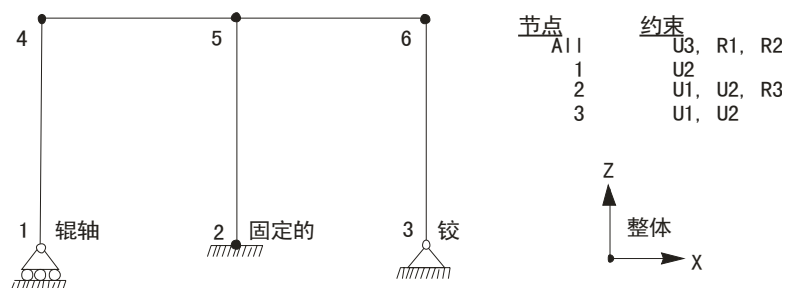 4
5
6
1 辊轴
2 固定的
3 铰
节点 约束
All U3, R1, R2
1 U2
2 U1, U2, R3
3 U1, U2
Z
整体
X